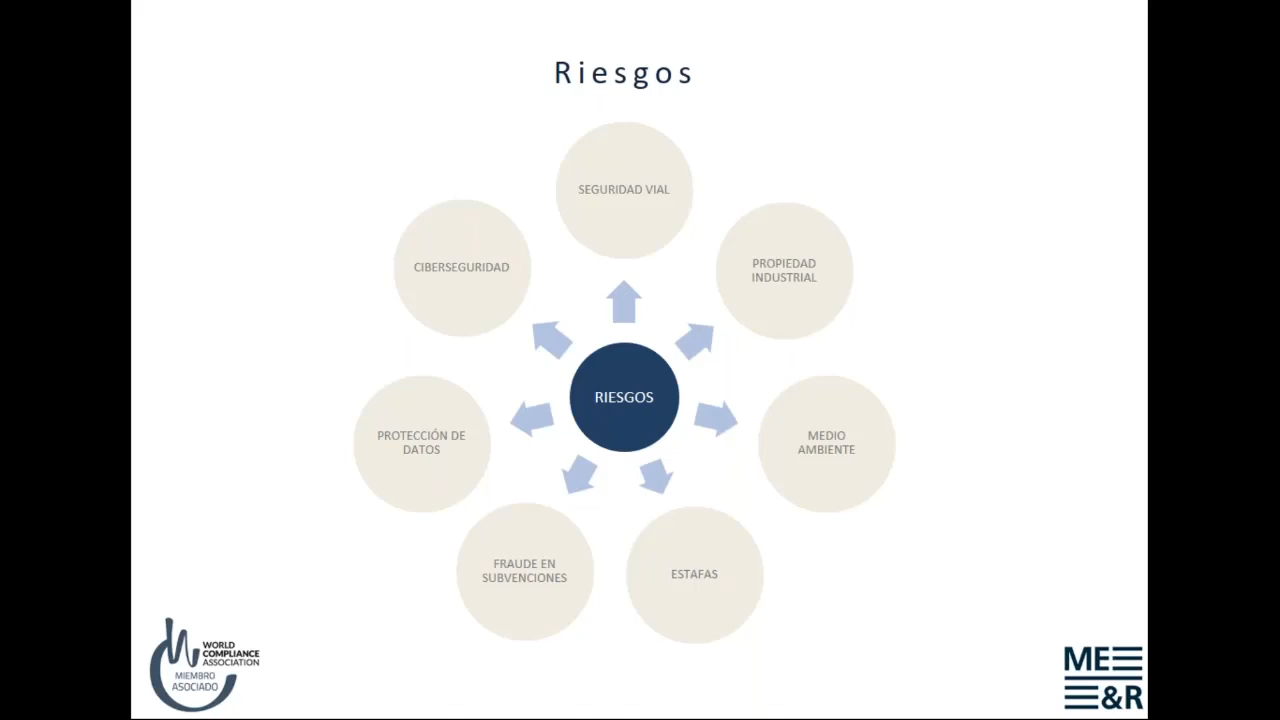 Riesgos
SEGURIDAD VIAL
CIBERSEGURIDAD
PROPIEDAD
INDUSTRIAL
RIESGOS
PROTECCIÓN DE
DATOS
MEDIO
AMBIENTE
FRAUDE EN
SUBVENCIONES
ESTAFAS
WORLD
COMPLIANCE
ASSOCIATION
MIEMBRO
ASOCIADO
ME
&R